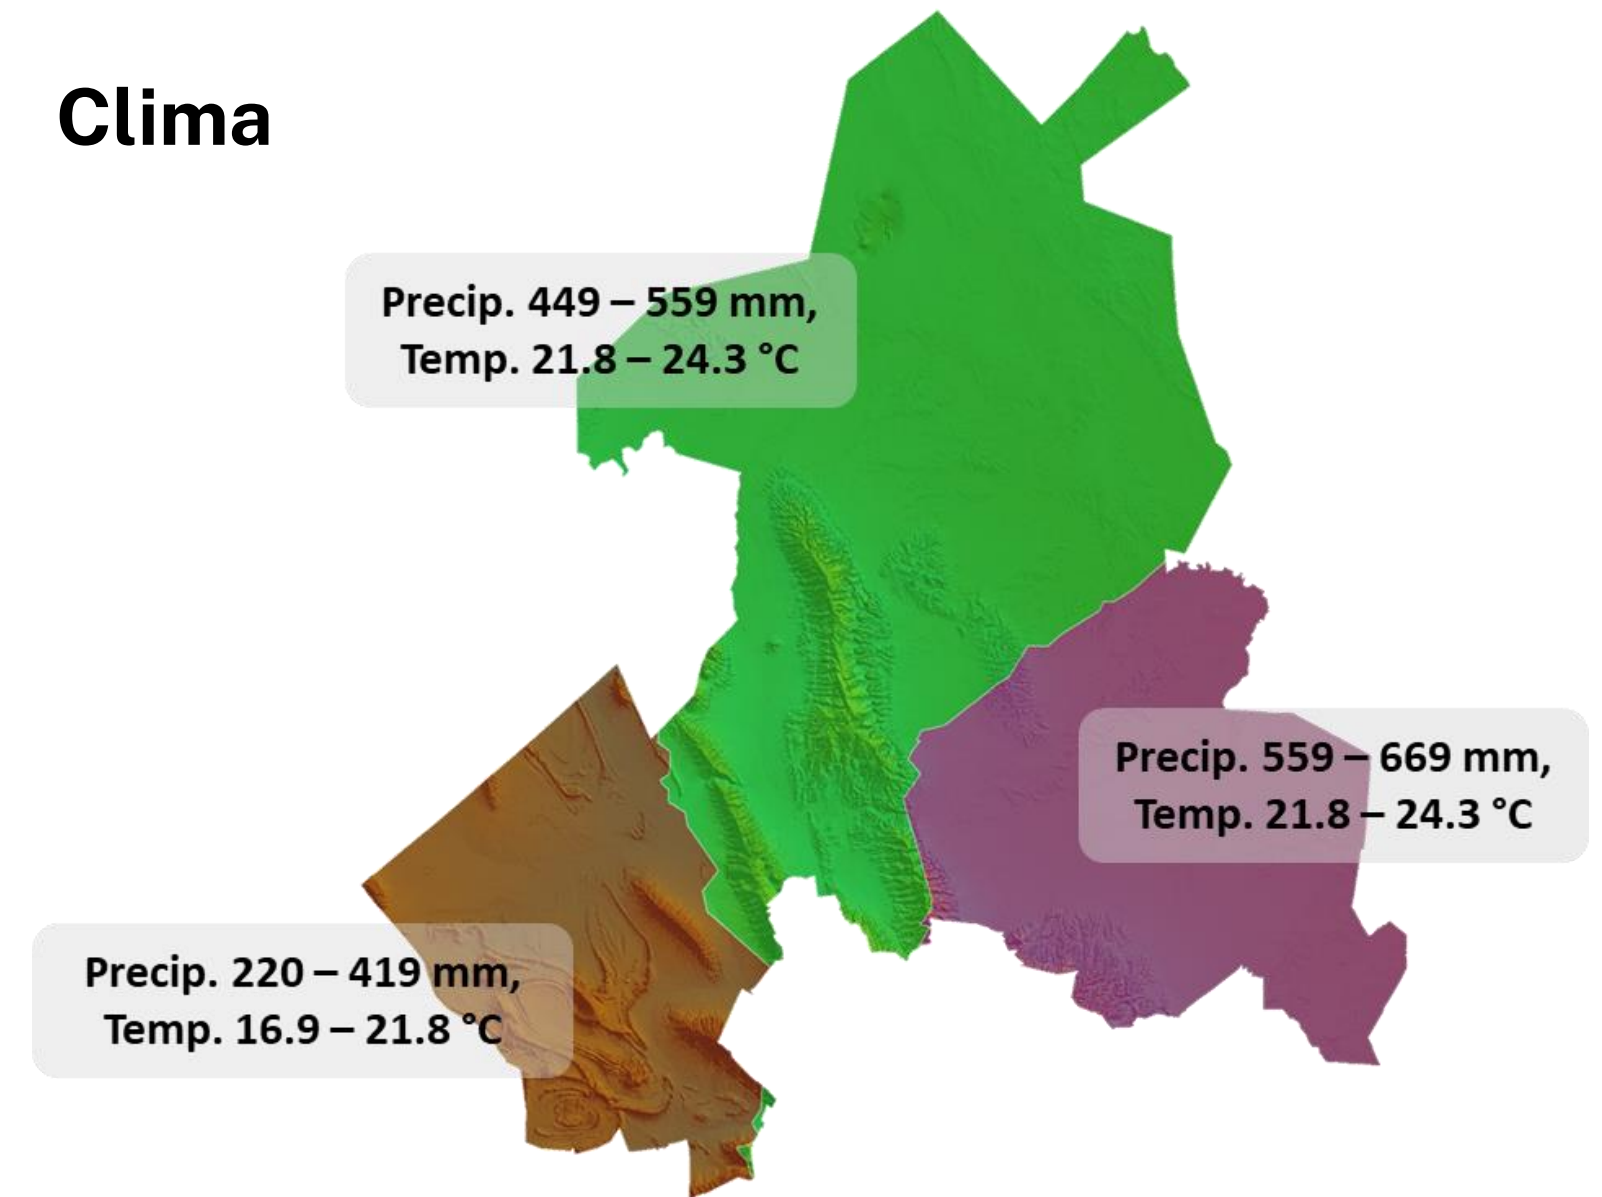 Clima
Precip. 449 – 559 mm,
Temp. 21.8 – 24.3 °C
Precip. 559 – 669 mm,
Temp. 21.8 – 24.3 °C
Precip. 220 – 419 mm,
Temp. 16.9 – 21.8 °C